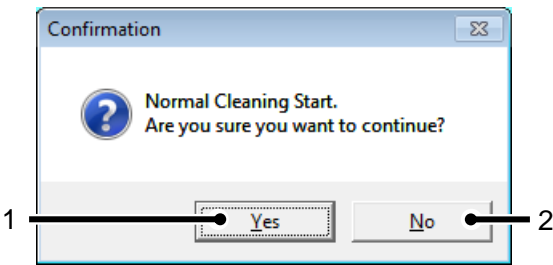 Confirmation
Normal Cleaning Start.
Are you sure you want to continue?
1 Yes No 2